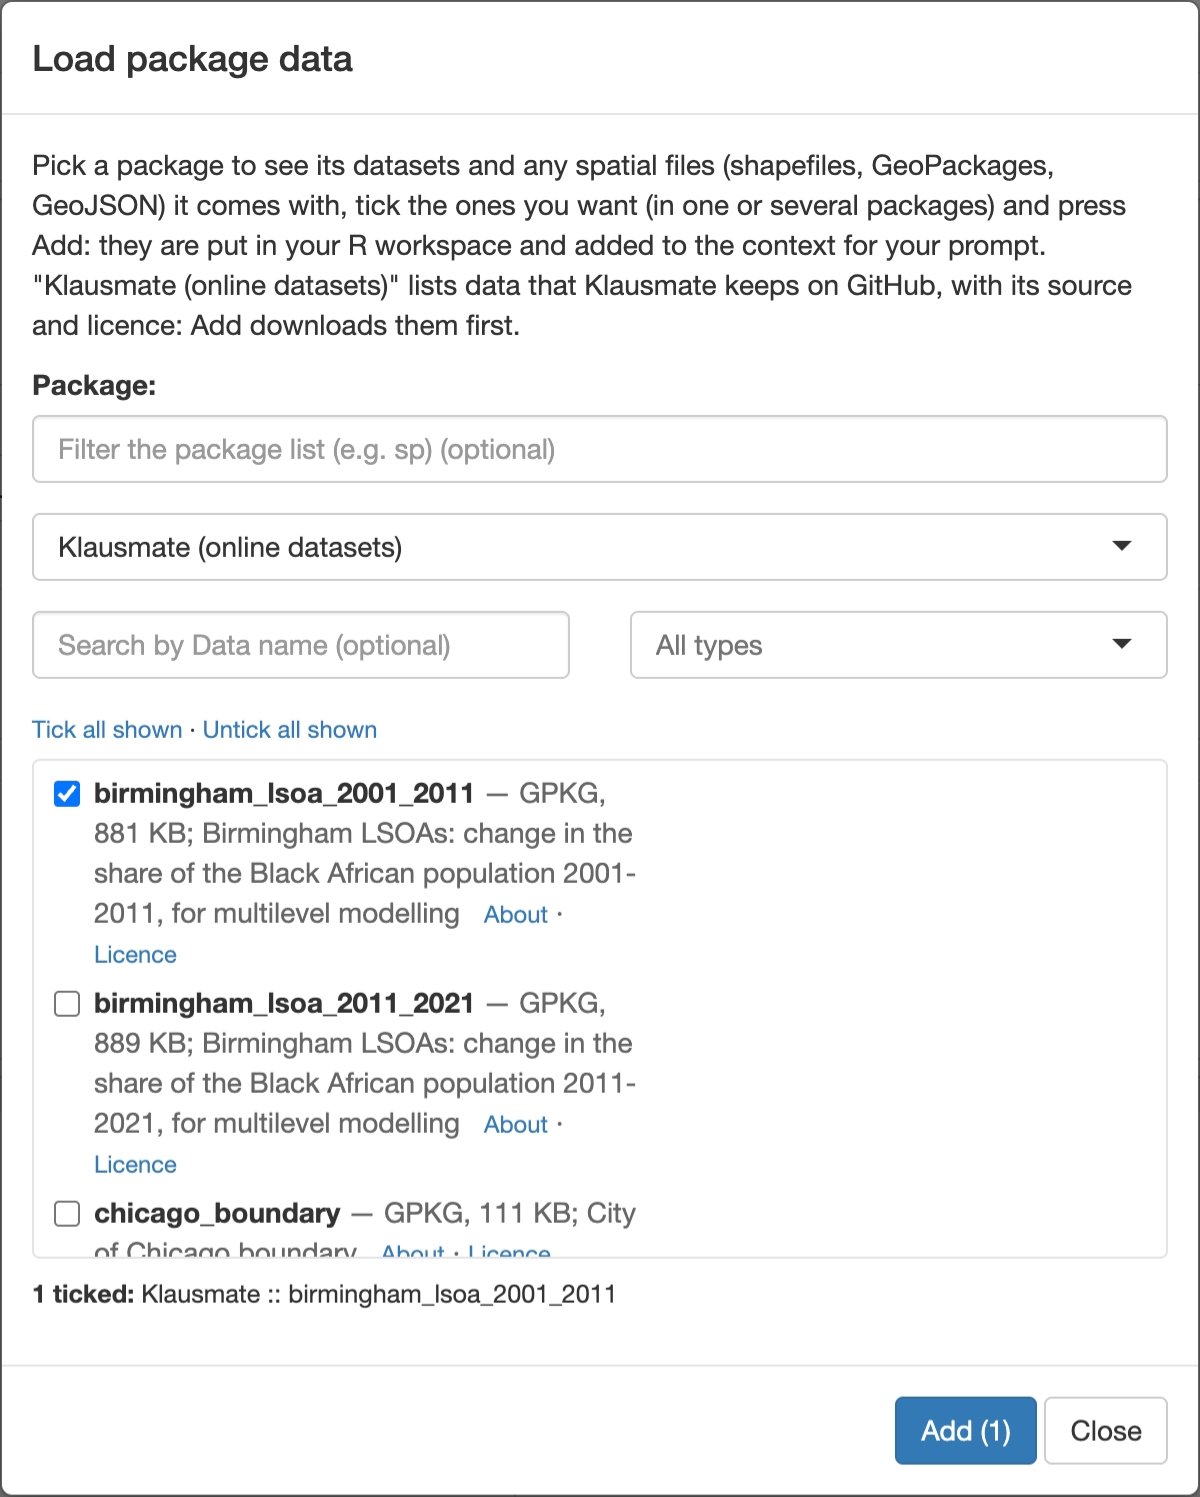 Load package data
Pick a package to see its datasets and any spatial files (shapefiles, GeoPackages,
GeoJSON) it comes with, tick the ones you want (in one or several packages) and press
Add: they are put in your R workspace and added to the context for your prompt.
"Klausmate (online datasets)" lists data that Klausmate keeps on GitHub, with its source
and licence: Add downloads them first.
Package:
Filter the package list (e.g. sp) (optional)
Klausmate (online datasets)
Search by Data name (optional)
All types
Tick all shown · Untick all shown
birmingham_lsoa_2001_2011 — GPKG,
881 KB; Birmingham LSOAs: change in the
share of the Black African population 2001-
2011, for multilevel modelling About ·
Licence
birmingham_lsoa_2011_2021 — GPKG,
889 KB; Birmingham LSOAs: change in the
share of the Black African population 2011-
2021, for multilevel modelling About ·
Licence
chicago_boundary — GPKG, 111 KB; City
of Chicago boundary About · Licence
1 ticked: Klausmate :: birmingham_lsoa_2001_2011
Add (1)
Close